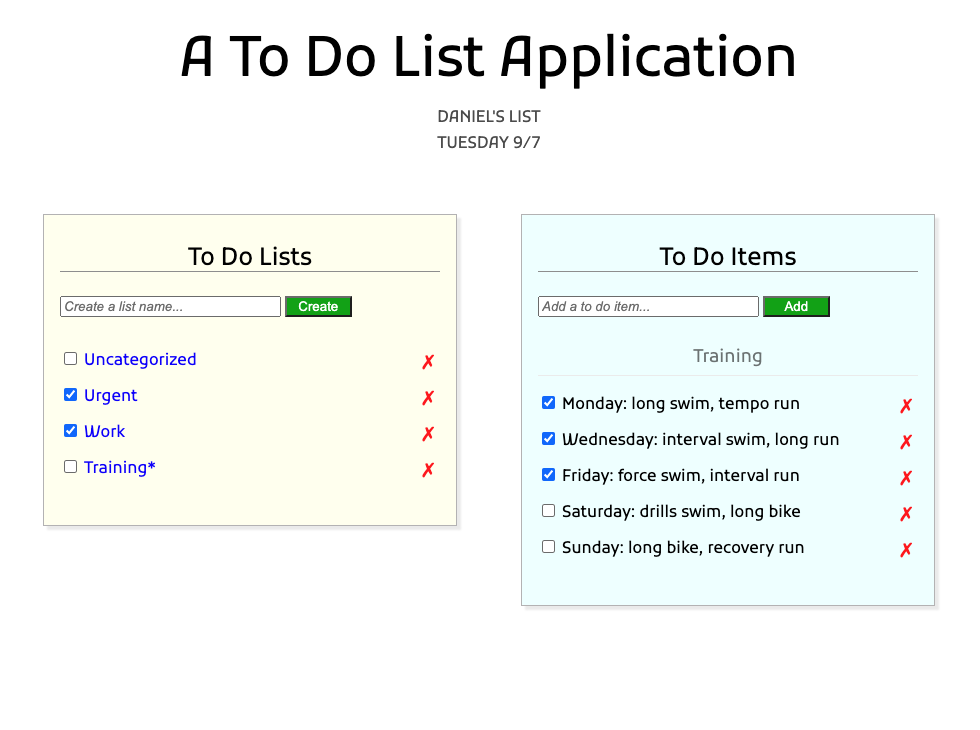 A To Do List Application
DANIEL'S LIST
TUESDAY 9/7
To Do Lists
Create a list name...
Create
Uncategorized
✗
Urgent
✗
Work
✗
Training*
✗
To Do Items
Add a to do item...
Add
Training
Monday: long swim, tempo run
✗
Wednesday: interval swim, long run
✗
Friday: force swim, interval run
✗
Saturday: drills swim, long bike
✗
Sunday: long bike, recovery run
✗